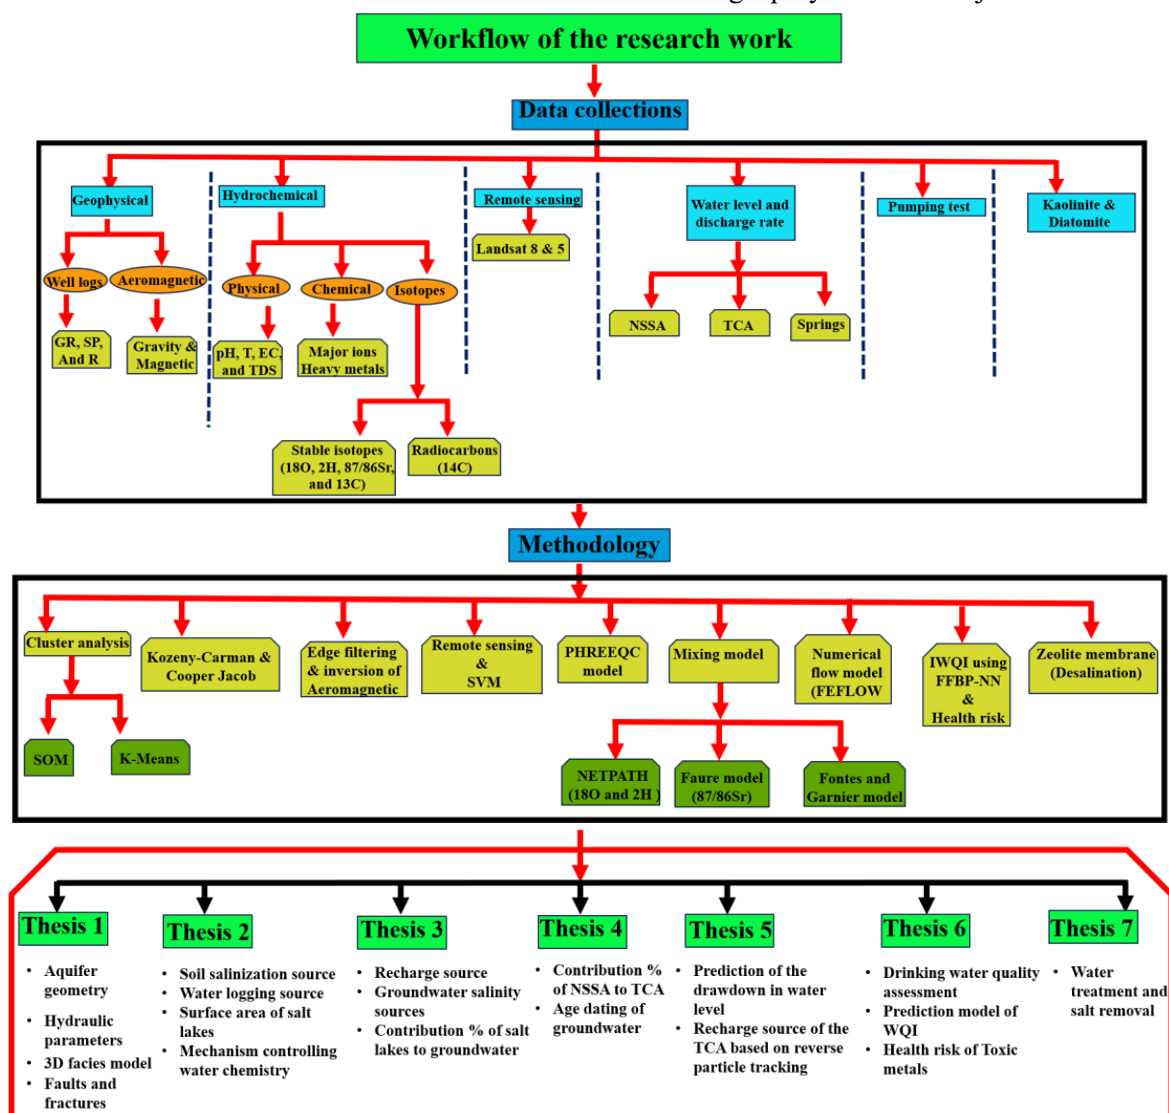 Workflow of the research work
Data collections
Geophysical
Hydrochemical
Remote sensing
Water level and
discharge rate
Pumping test
Kaolinite &
Diatomite
Well logs
Aeromagnetic
Physical
Chemical
Isotopes
Landsat 8 & 5
NSSA
TCA
Springs
GR, SP,
And R
Gravity &
Magnetic
pH, T, EC,
and TDS
Major ions
Heavy metals
Stable isotopes
(18O, 2H, 87/86Sr,
and 13C)
Radiocarbons
(14C)
Methodology
Cluster analysis
Kozeny-Carman &
Cooper Jacob
Edge filtering
& inversion of
Aeromagnetic
Remote sensing
&
SVM
PHREEQC
model
Mixing model
Numerical
flow model
(FEFLOW
IWQI using
FFBP-NN
&
Health risk
Zeolite membrane
(Desalination)
SOM
K-Means
NETPATH
(18O and 2H )
Faure model
(87/86Sr)
Fontes and
Garnier model
Thesis 1
• Aquifer
geometry
• Hydraulic
parameters
• 3D facies model
• Faults and
fractures
Thesis 2
• Soil salinization source
• Water logging source
• Surface area of salt
lakes
• Mechanism controlling
water chemistry
Thesis 3
• Recharge source
• Groundwater salinity
sources
• Contribution % of salt
lakes to groundwater
Thesis 4
• Contribution %
of NSSA to TCA
• Age dating of
groundwater
Thesis 5
• Prediction of the
drawdown in water
level
• Recharge source of the
TCA based on reverse
particle tracking
Thesis 6
• Drinking water quality
assessment
• Prediction model of
WQI
• Health risk of Toxic
metals
Thesis 7
• Water
treatment and
salt removal